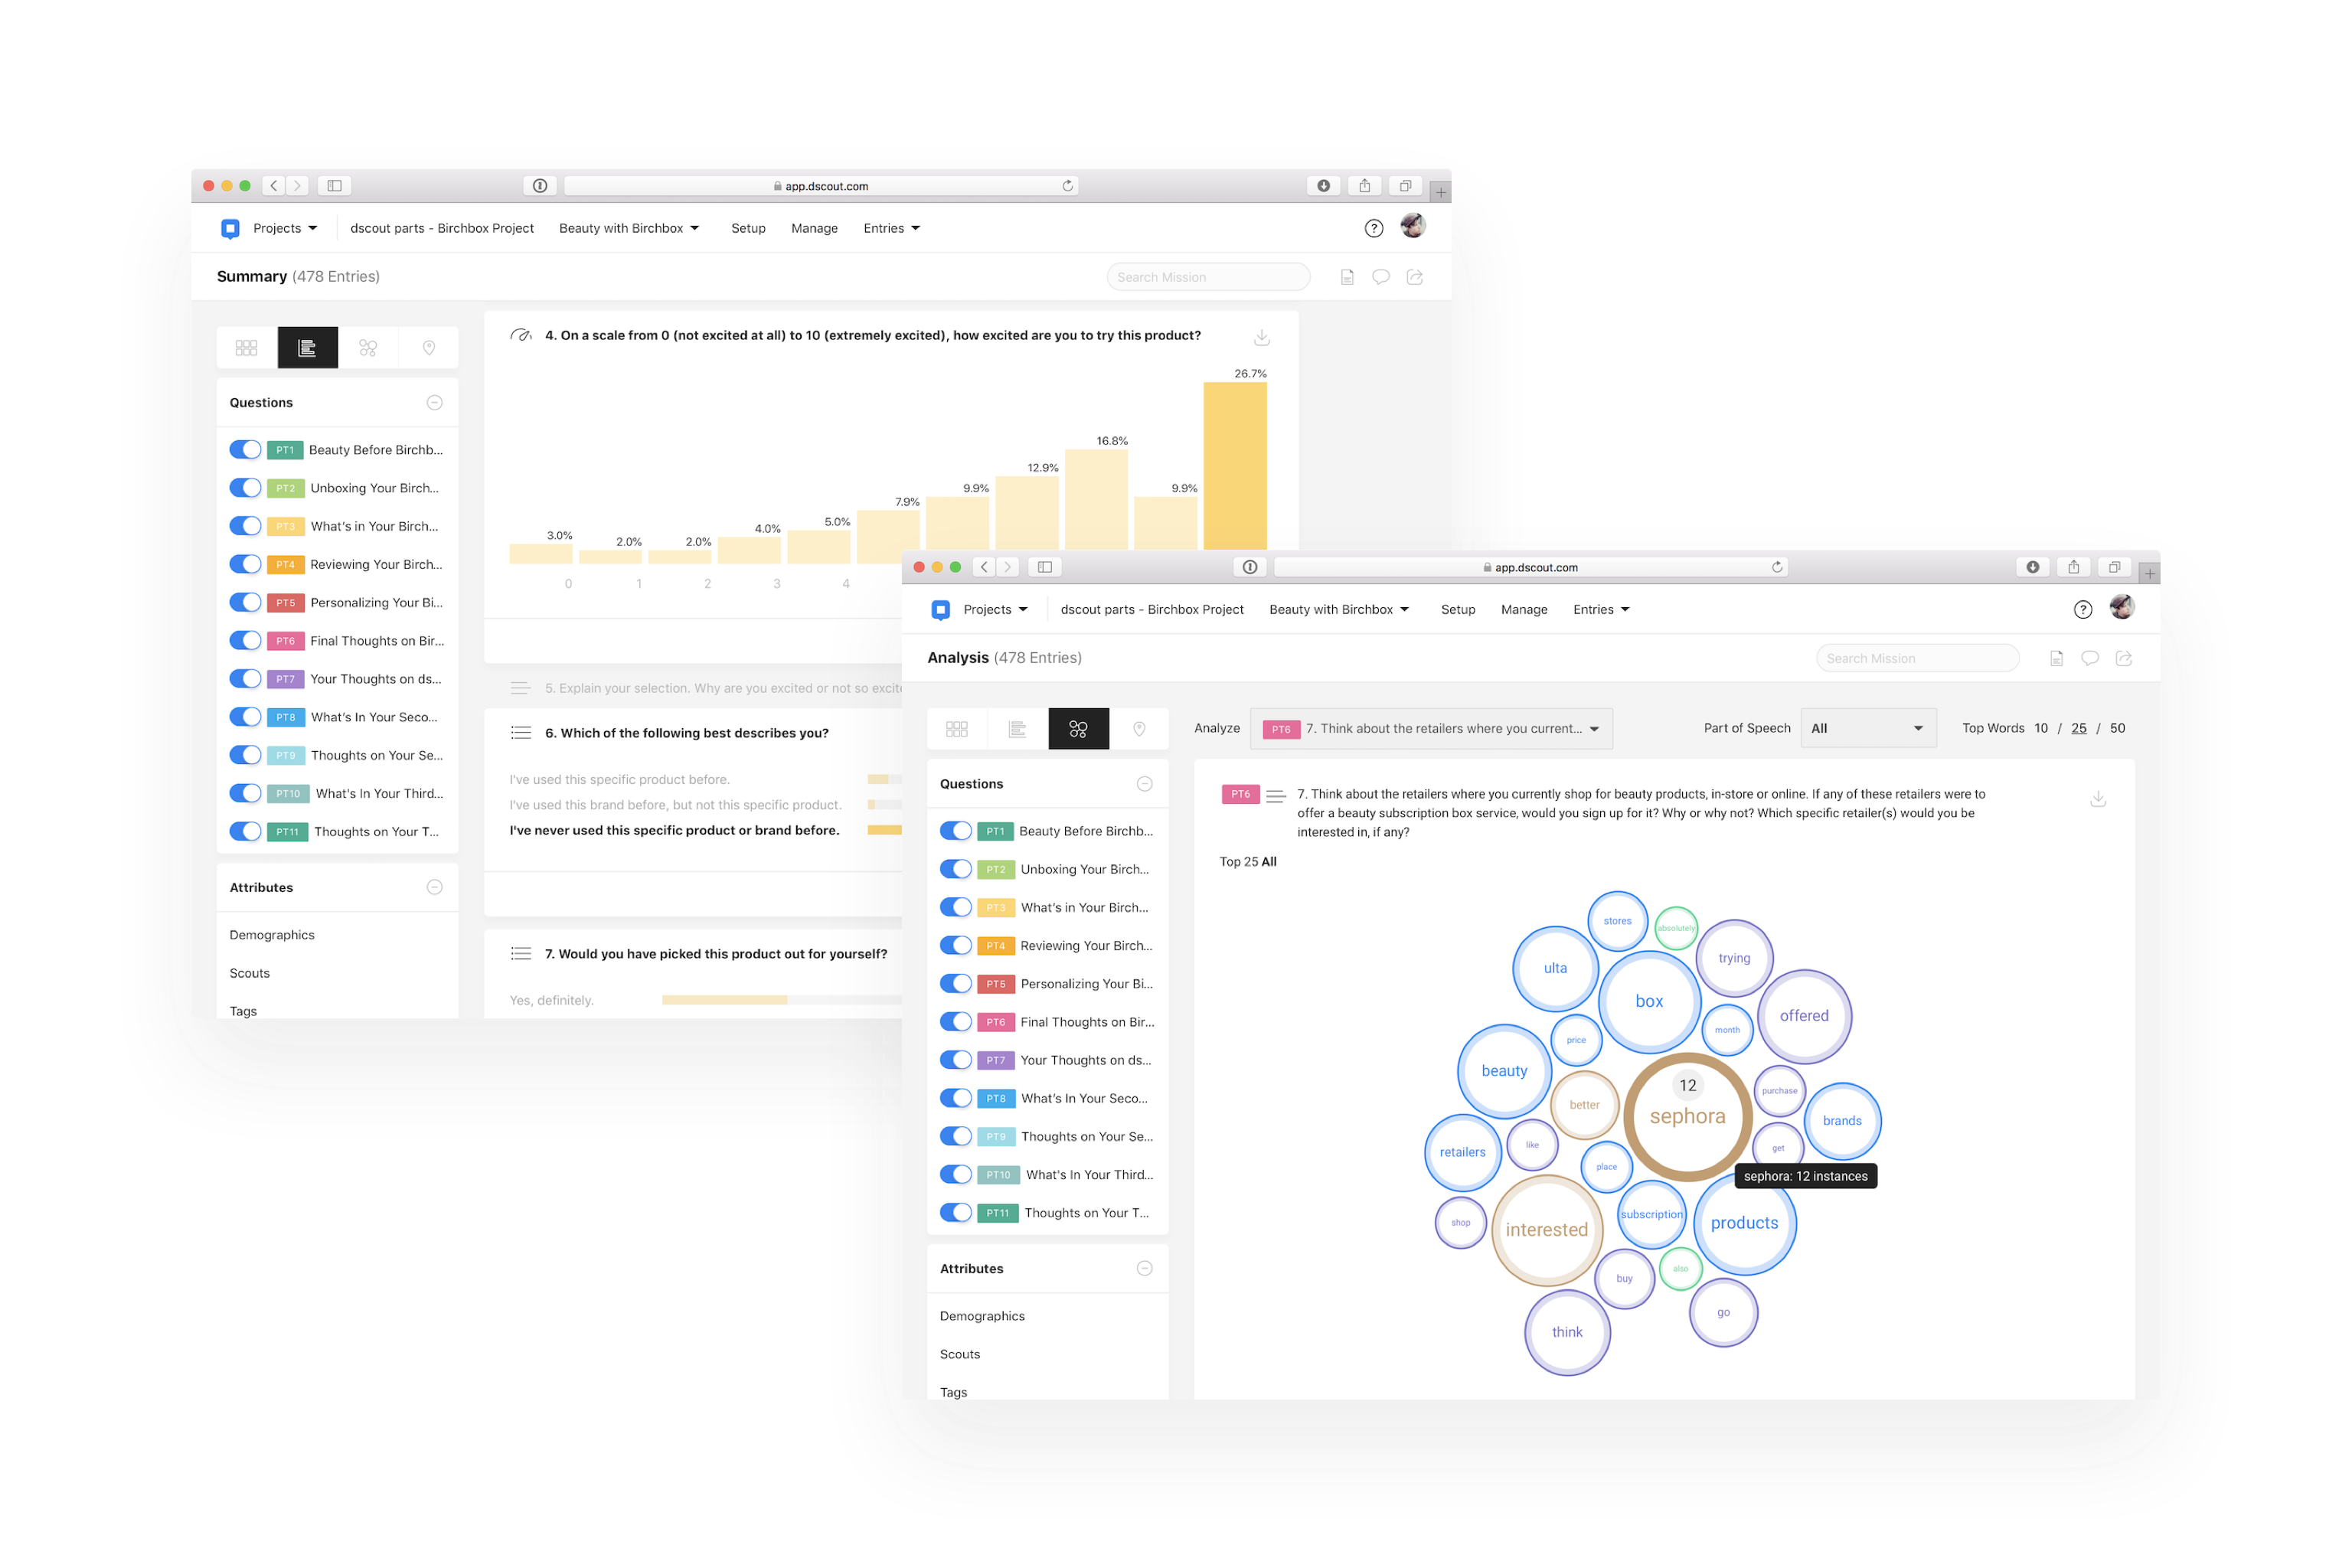 app.dscout.com
Projects
dscout parts - Birchbox Project
Beauty with Birchbox
Setup
Manage
Entries
?
Summary (478 Entries)
Search Mission
Questions
PT1 Beauty Before Birchb...
PT2 Unboxing Your Birch...
PT3 What's in Your Birch...
PT4 Reviewing Your Birch...
PT5 Personalizing Your Bi...
PT6 Final Thoughts on Bir...
PT7 Your Thoughts on ds...
PT8 What's In Your Seco...
PT9 Thoughts on Your Se...
PT10 What's In Your Third...
PT11 Thoughts on Your T...
Attributes
Demographics
Scouts
Tags
4. On a scale from 0 (not excited at all) to 10 (extremely excited), how excited are you to try this product?
3.0%
2.0%
2.0%
4.0%
5.0%
7.9%
9.9%
12.9%
16.8%
9.9%
26.7%
0 1 2 3 4
5. Explain your selection. Why are you excited or not so excite
6. Which of the following best describes you?
I've used this specific product before.
I've used this brand before, but not this specific product.
I've never used this specific product or brand before.
7. Would you have picked this product out for yourself?
Yes, definitely.
app.dscout.com
Projects
dscout parts - Birchbox Project
Beauty with Birchbox
Setup
Manage
Entries
?
Analysis (478 Entries)
Search Mission
Analyze
PT6 7. Think about the retailers where you current...
Part of Speech
All
Top Words 10 / 25 / 50
Questions
PT1 Beauty Before Birchb...
PT2 Unboxing Your Birch...
PT3 What's in Your Birch...
PT4 Reviewing Your Birch...
PT5 Personalizing Your Bi...
PT6 Final Thoughts on Bir...
PT7 Your Thoughts on ds...
PT8 What's In Your Seco...
PT9 Thoughts on Your Se...
PT10 What's In Your Third...
PT11 Thoughts on Your T...
Attributes
Demographics
Scouts
Tags
PT6
7. Think about the retailers where you currently shop for beauty products, in-store or online. If any of these retailers were to
offer a beauty subscription box service, would you sign up for it? Why or why not? Which specific retailer(s) would you be
interested in, if any?
Top 25 All
stores
absolutely
trying
ulta
box
offered
month
price
beauty
12
sephora
purchase
better
brands
like
get
retailers
place
sephora: 12 instances
subscription
products
shop
interested
also
buy
go
think